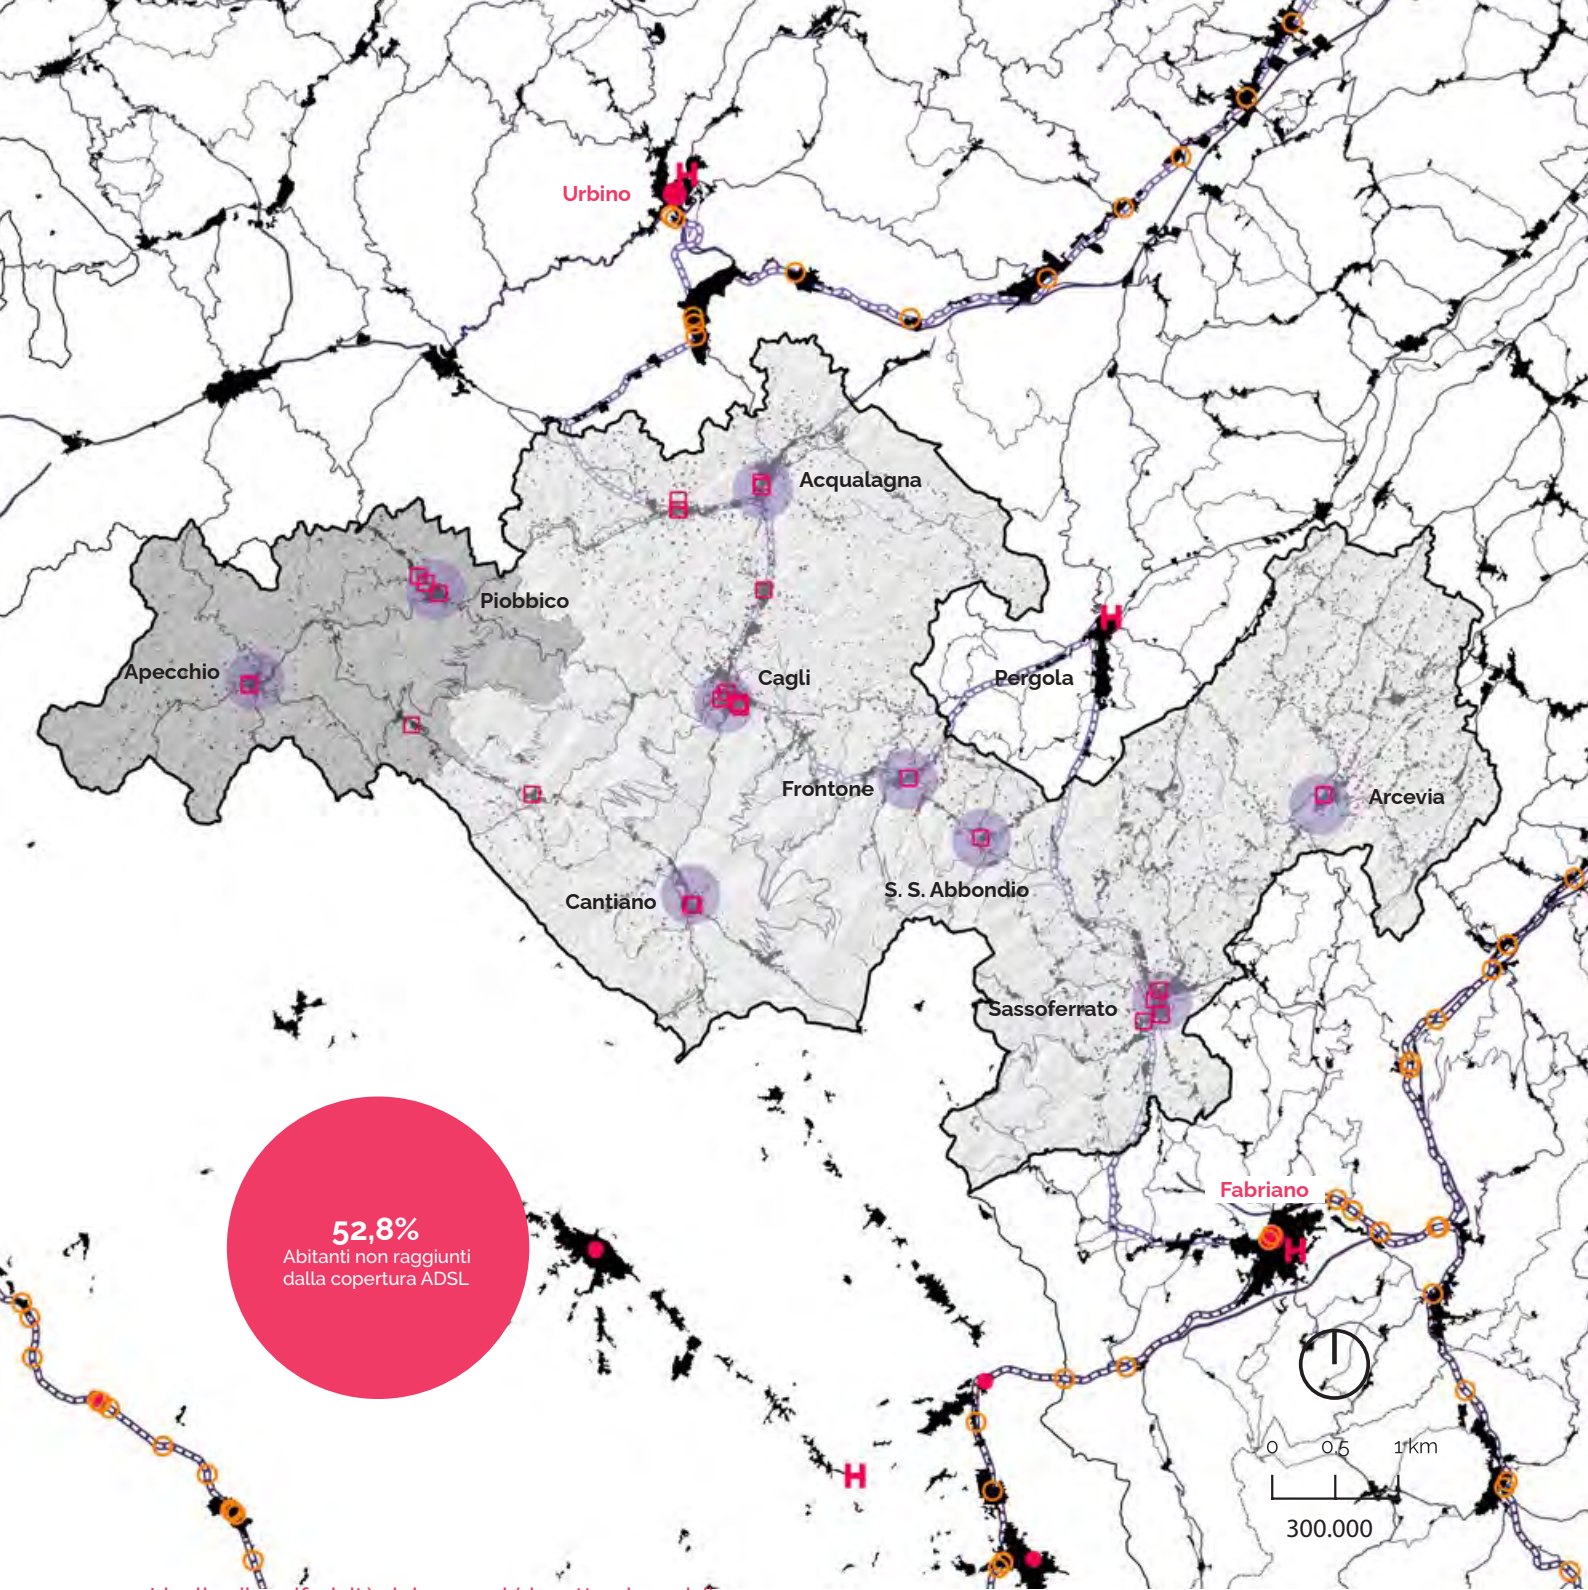 H
Urbino
Acqualagna
Piobbico
H
Apecchio
Cagli
Pergola
Frontone
Arcevia
S. S. Abbondio
Cantiano
Sassoferrato
Fabriano
H
52,8%
Abitanti non raggiunti
dalla copertura ADSL
H
0 0,5 1 km
300.000